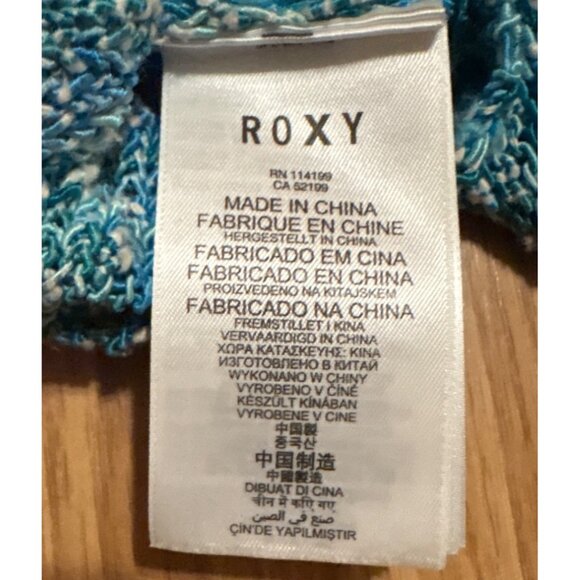 ROXY
RN 114199
CA 52199
MADE IN CHINA
FABRIQUE EN CHINE
HERGESTELLT IN CHINA
FABRICADO EM CINA
FABRICADO EN CHINA
PROIZVEDENO NA KITAJSKEM
FABRICADO NA CHINA
FREMSTILLET I KINA
VERVAARDIGD IN CHINA
ΧΩΡΑ ΚΑΤΑΣΚΕΥΗΣ: ΚΙΝΑ
ИЗГОТОВЛЕНО В КИТАЙ
WYKONANO W CHINY
VYROBENO V ČÍNĚ
KÉSZÜLT KÍNÁBAN
VYROBENE V CINE
中国製
중국산
中国制造
中國製造
DIBUAT DI CINA
चीन में बनाए गए
صنع في الصين
ÇİN'DE YAPILMIŞTIR